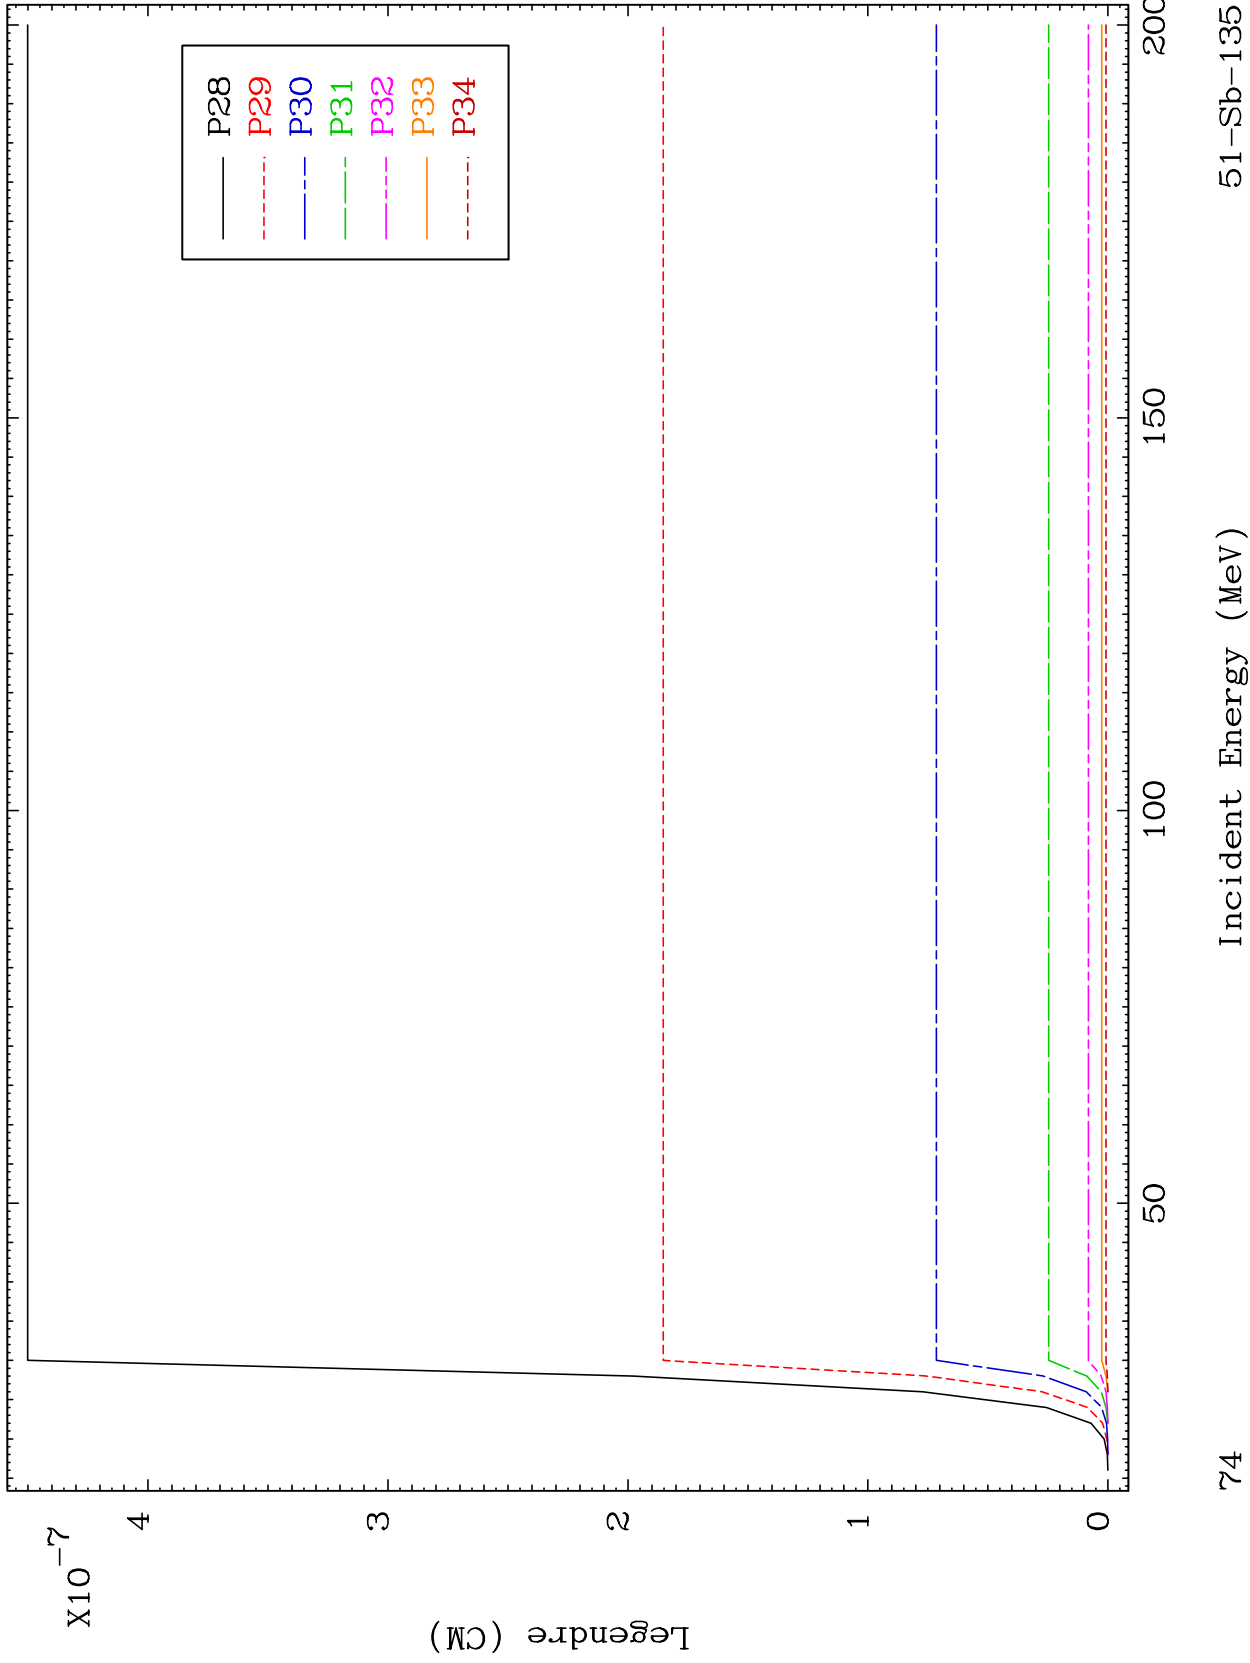 X10⁻⁷
Legendre (CM)
4
3
2
1
0
P28
P29
P30
P31
P32
P33
P34
50
100
150
200
Incident Energy (MeV)
74
51-Sb-135